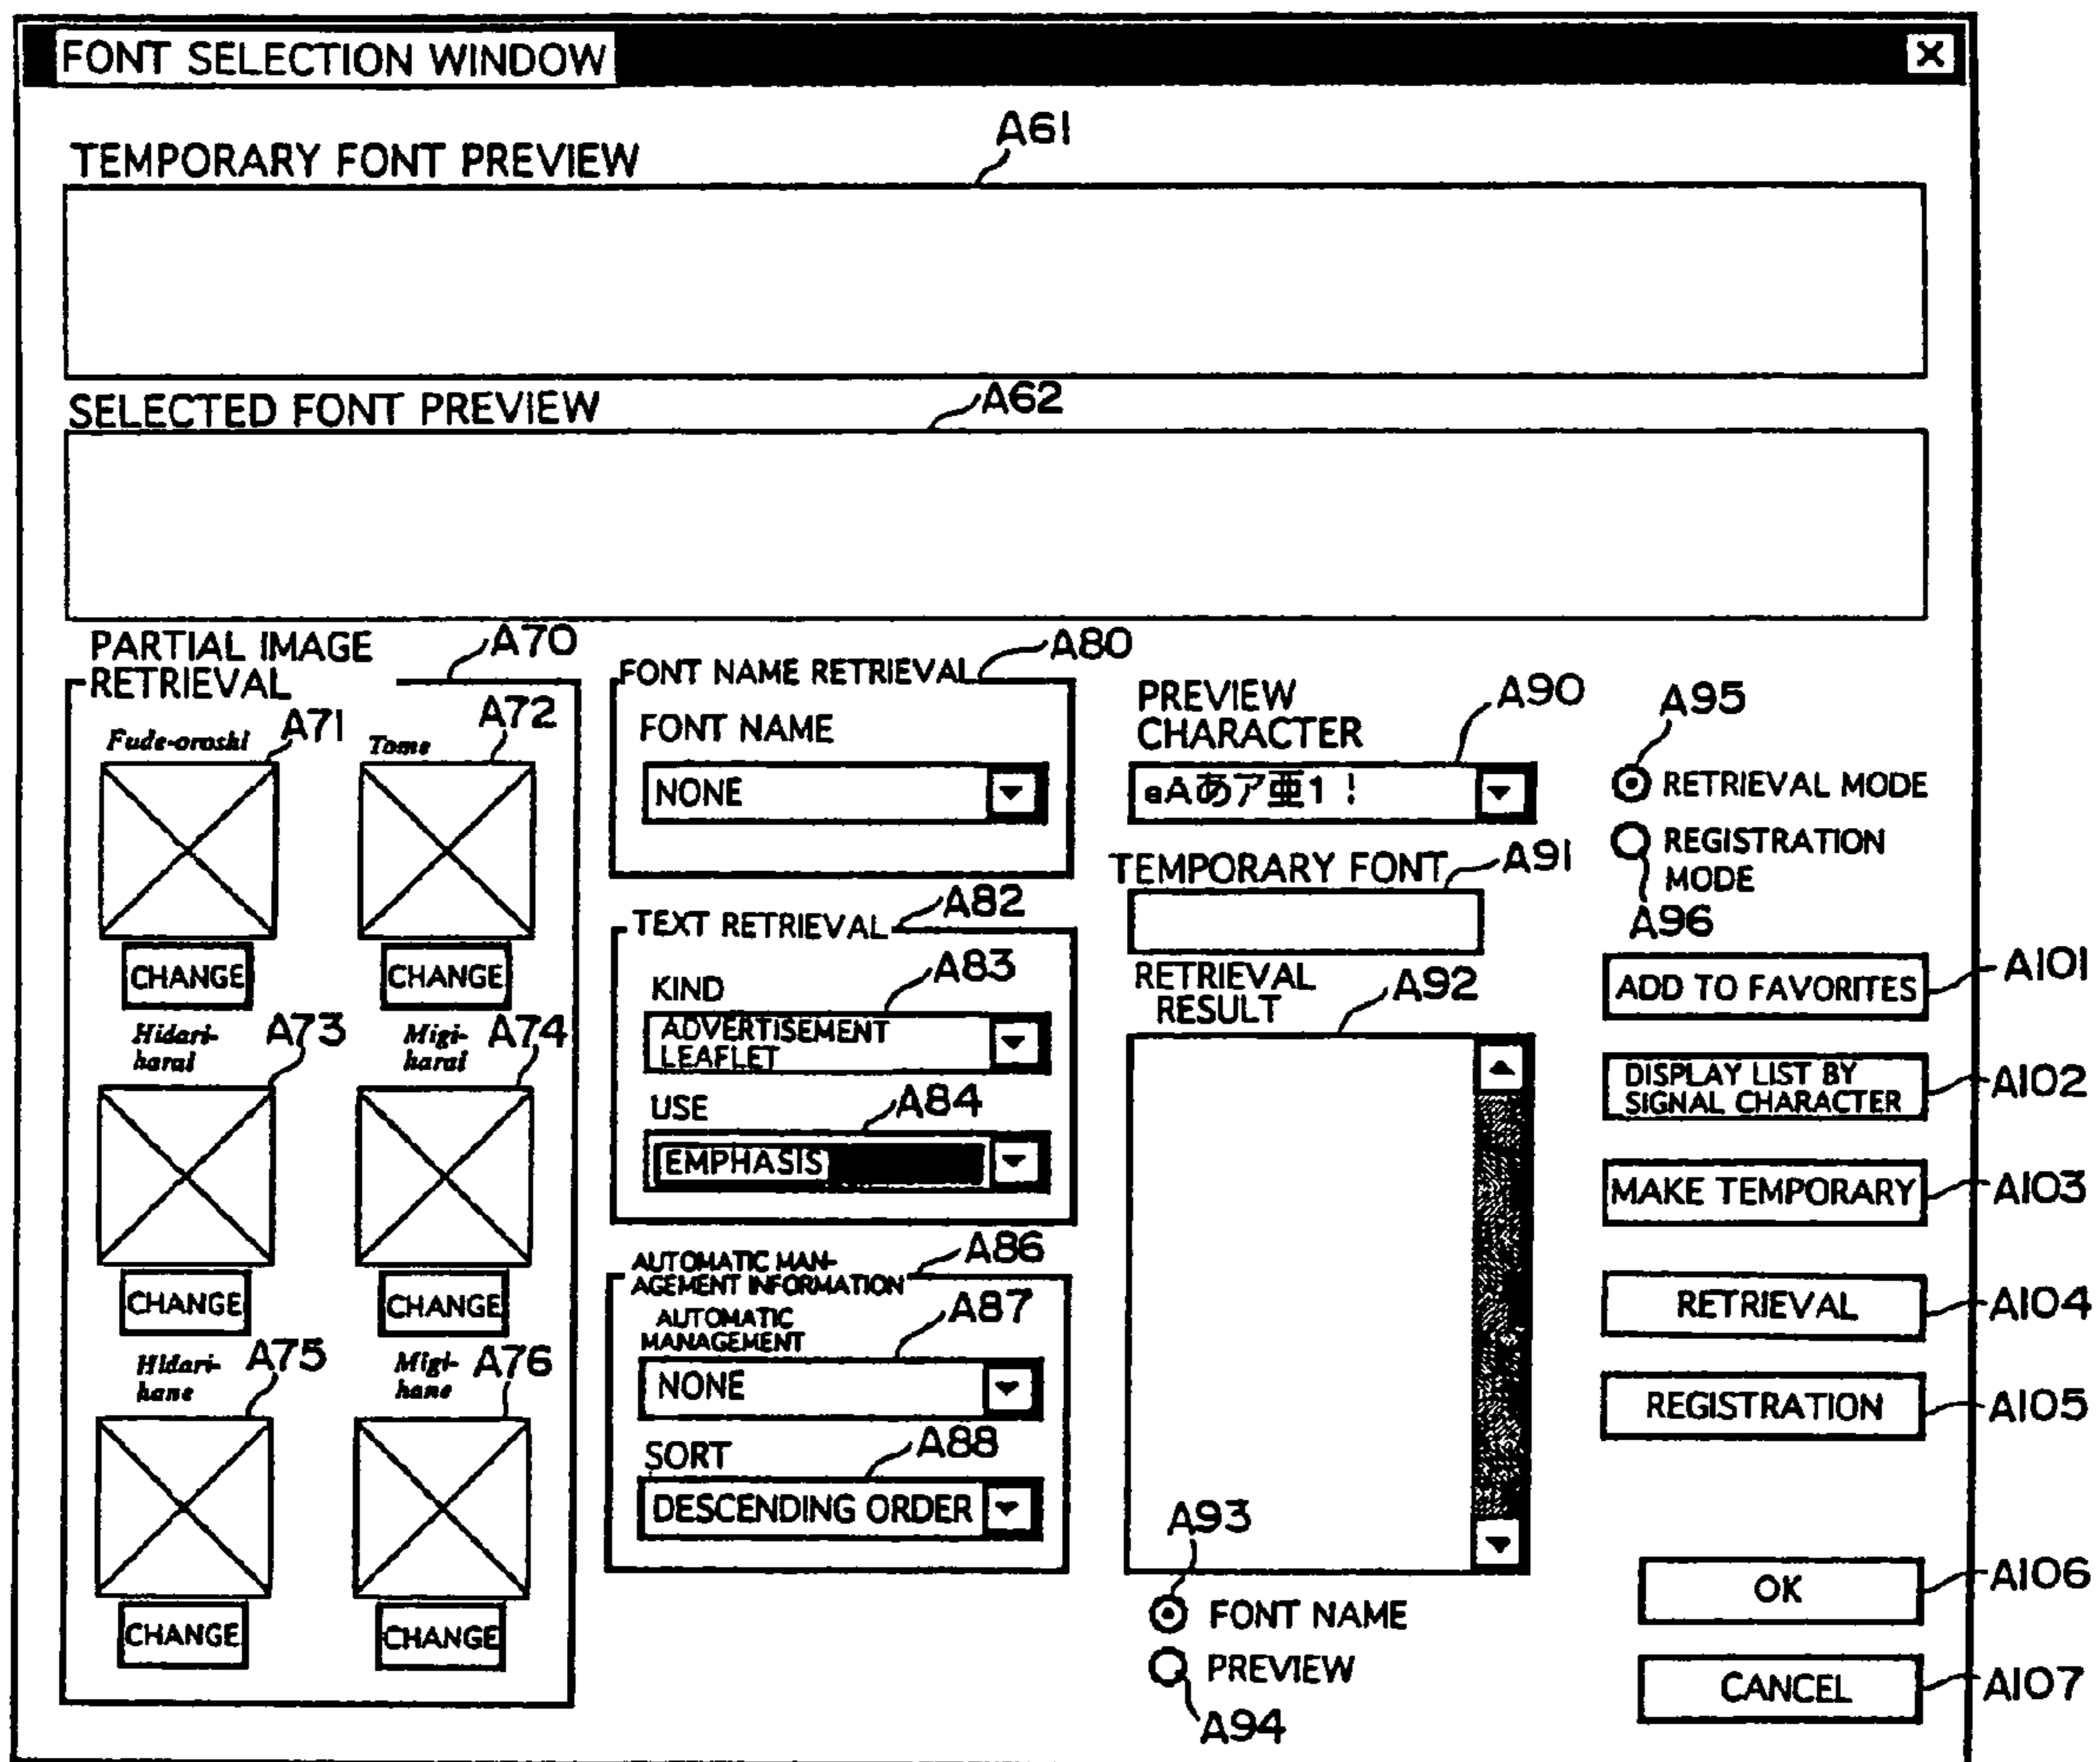 FONT SELECTION WINDOW
A61
TEMPORARY FONT PREVIEW
A62
SELECTED FONT PREVIEW
PARTIAL IMAGE
RETRIEVAL
A70
Fude-oroshi
A71
Tome
A72
CHANGE
CHANGE
Hidari-
harai
A73
Migi-
harai
A74
CHANGE
CHANGE
Hidari-
hane
A75
Migi-
hane
A76
CHANGE
CHANGE
FONT NAME RETRIEVAL
A80
FONT NAME
NONE
TEXT RETRIEVAL
A82
KIND
A83
ADVERTISEMENT
LEAFLET
USE
A84
EMPHASIS
AUTOMATIC MAN-
AGEMENT INFORMATION
A86
AUTOMATIC
MANAGEMENT
A87
NONE
SORT
A88
DESCENDING ORDER
PREVIEW
CHARACTER
A90
aAあア亜1！
TEMPORARY FONT
A91
RETRIEVAL
RESULT
A92
A93
FONT NAME
PREVIEW
A94
A95
RETRIEVAL MODE
REGISTRATION
MODE
A96
ADD TO FAVORITES
A101
DISPLAY LIST BY
SIGNAL CHARACTER
A102
MAKE TEMPORARY
A103
RETRIEVAL
A104
REGISTRATION
A105
OK
A106
CANCEL
A107